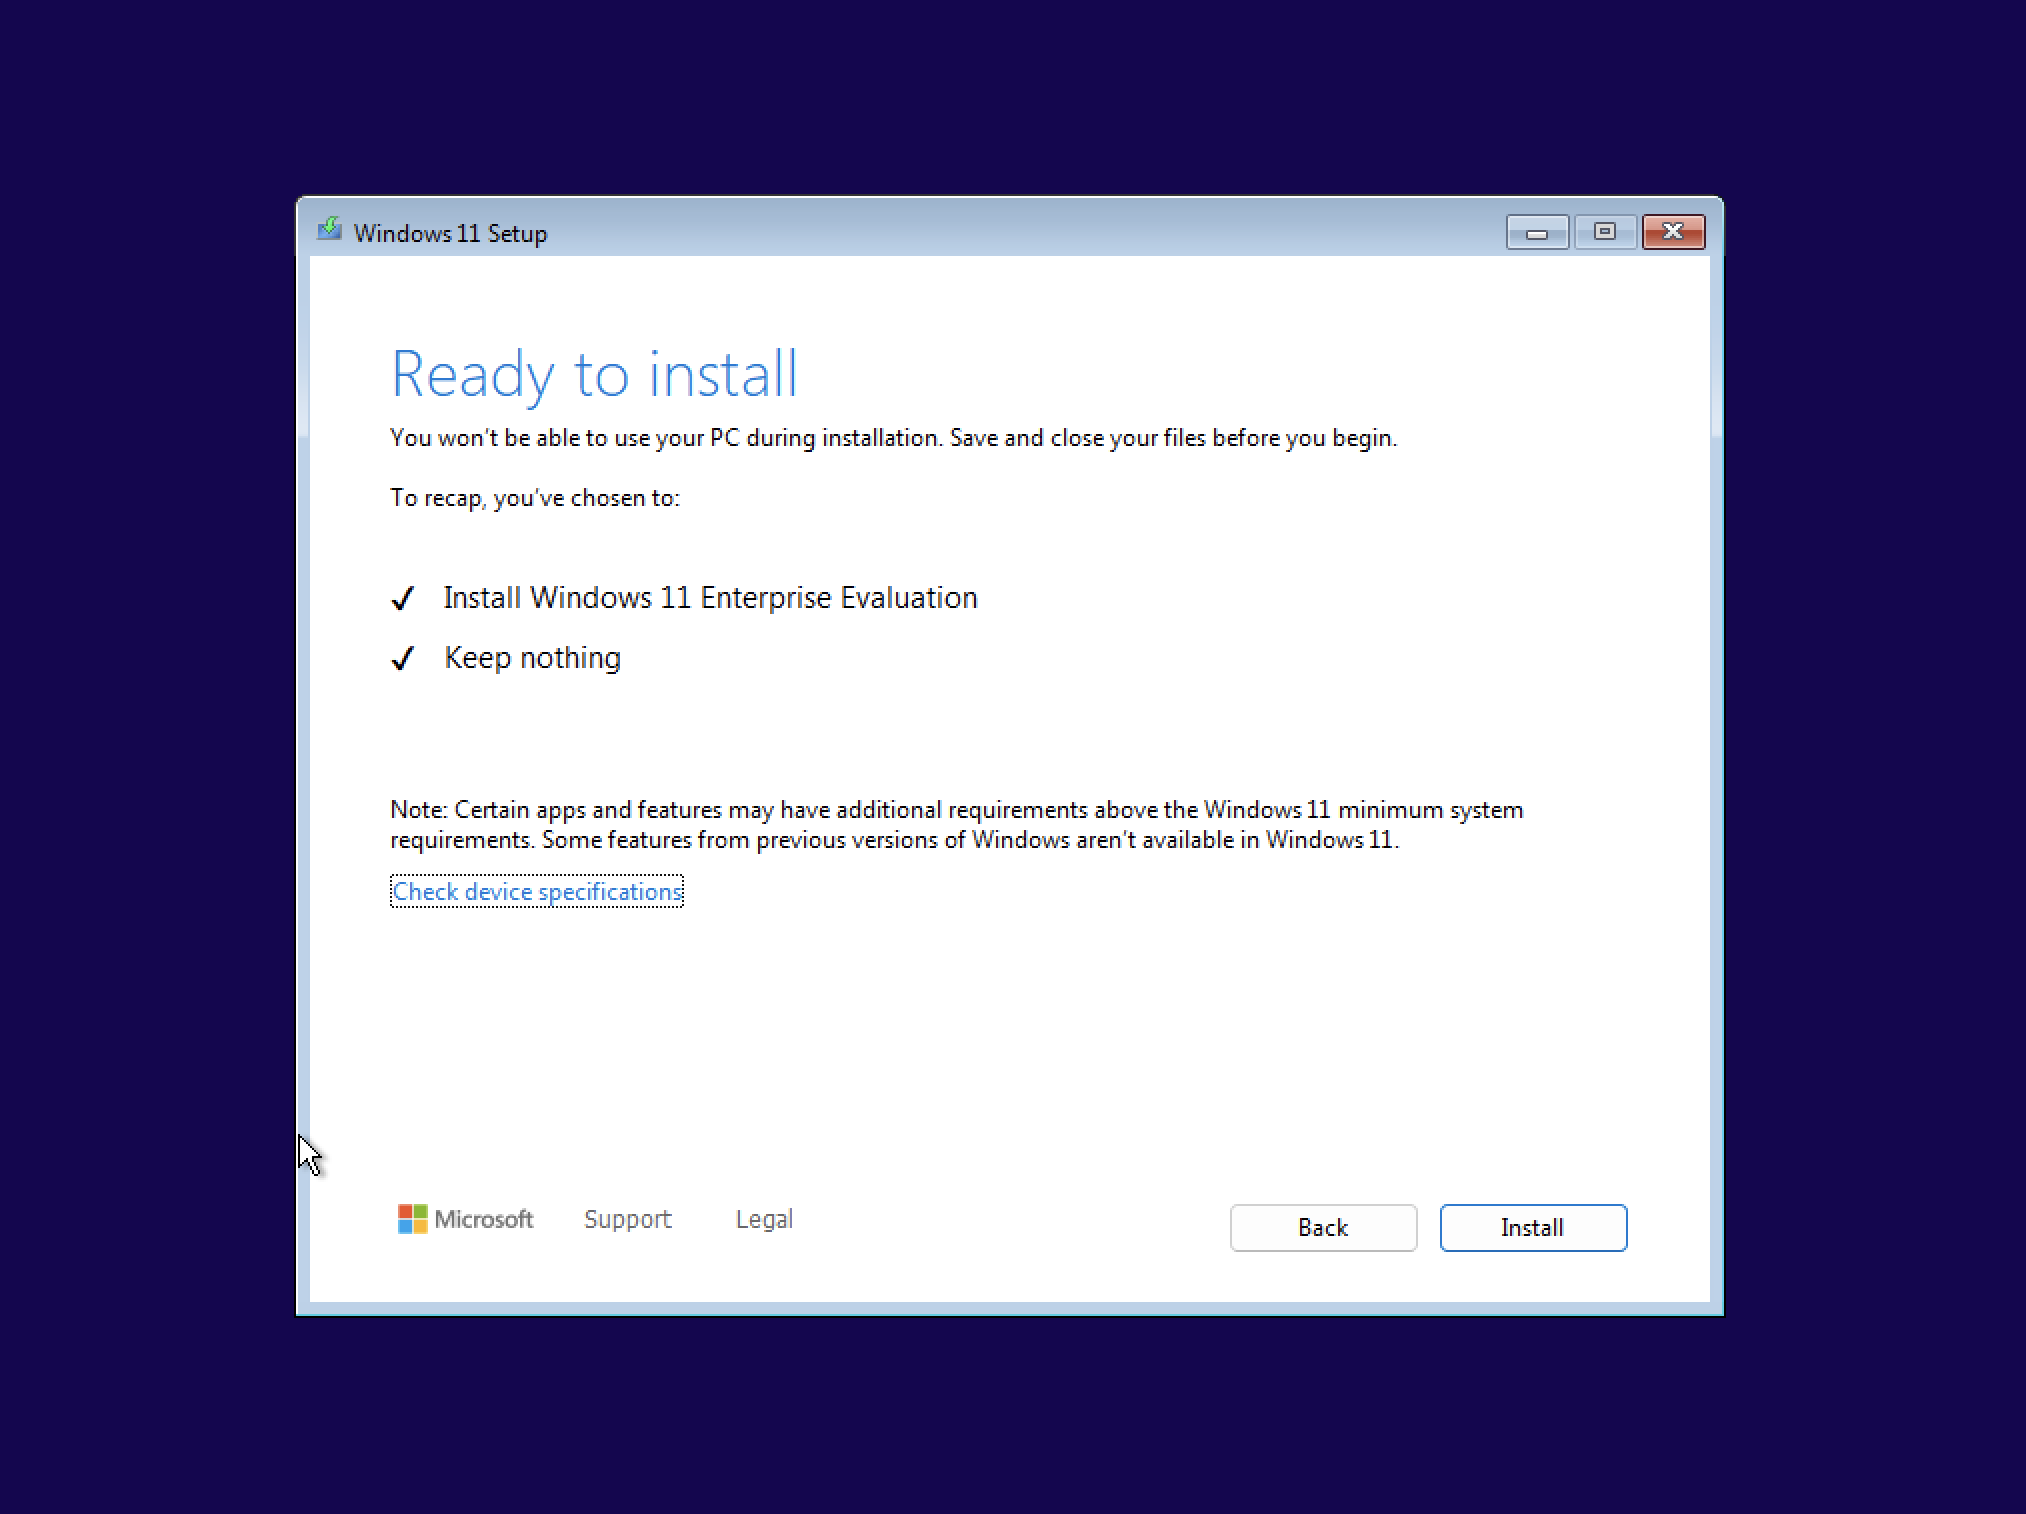 Windows 11 Setup
Ready to install
You won't be able to use your PC during installation. Save and close your files before you begin.
To recap, you've chosen to:
Install Windows 11 Enterprise Evaluation
Keep nothing
Note: Certain apps and features may have additional requirements above the Windows 11 minimum system
requirements. Some features from previous versions of Windows aren't available in Windows 11.
Check device specifications
Microsoft Support Legal Back Install